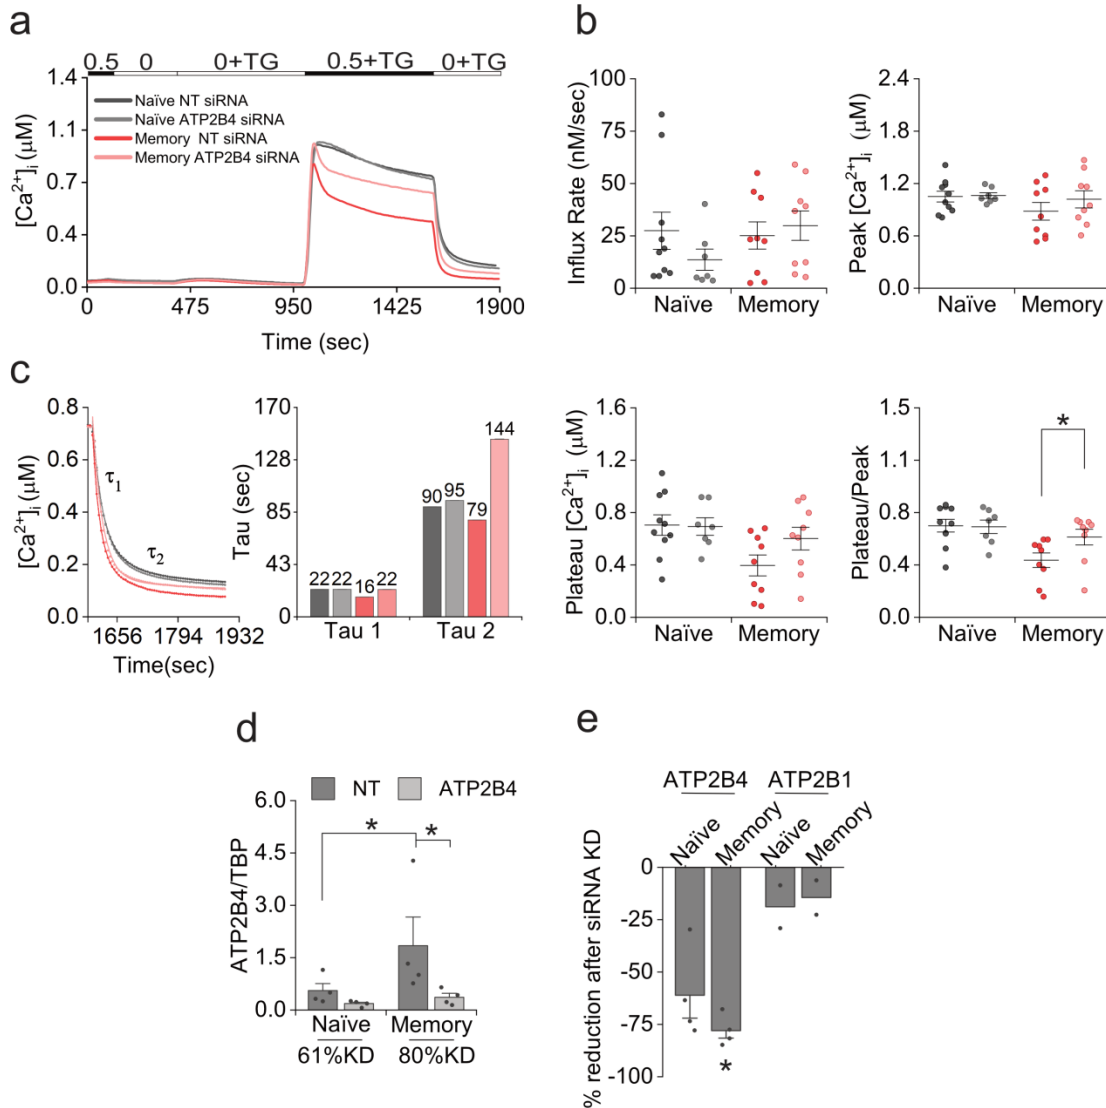 a
0.5 0 0+TG 0.5+TG 0+TG
1.4
1.1
0.7
0.4
0.0
[Ca2+]i (μM)
Naïve NT siRNA
Naïve ATP2B4 siRNA
Memory NT siRNA
Memory ATP2B4 siRNA
0 475 950 1425 1900
Time (sec)
b
100
75
50
25
0
Influx Rate (nM/sec)
Naïve Memory
2.4
1.8
1.2
0.6
0.0
Peak [Ca2+]i (μM)
Naïve Memory
1.6
1.2
0.8
0.4
0.0
Plateau [Ca2+]i (μM)
Naïve Memory
1.5
1.1
0.8
0.4
0.0
Plateau/Peak
*
Naïve Memory
c
0.8
0.6
0.4
0.2
0.0
[Ca2+]i (μM)
τ1
τ2
1656 1794 1932
Time(sec)
170
128
85
43
0
Tau (sec)
22 22 16 22
90 95 79 144
Tau 1 Tau 2
d
NT ATP2B4
6.0
4.5
3.0
1.5
0.0
ATP2B4/TBP
* *
Naïve Memory
61%KD 80%KD
e
ATP2B4 ATP2B1
Naïve Memory Naïve Memory
0
-25
-50
-75
-100
% reduction after siRNA KD
*